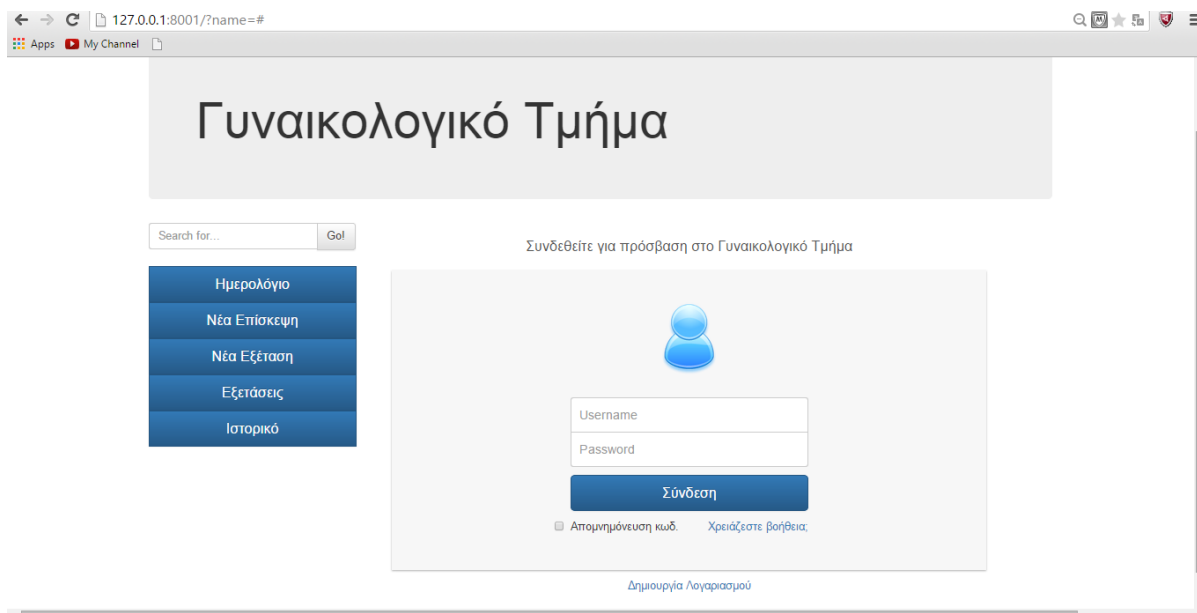 127.0.0.1:8001/?name=#
Apps My Channel
Γυναικολογικό Τμήμα
Search for... Go!
Ημερολόγιο
Νέα Επίσκεψη
Νέα Εξέταση
Εξετάσεις
Ιστορικό
Συνδεθείτε για πρόσβαση στο Γυναικολογικό Τμήμα
Username
Password
Σύνδεση
Απομνημόνευση κωδ. Χρειάζεστε βοήθεια;
Δημιουργία Λογαριασμού